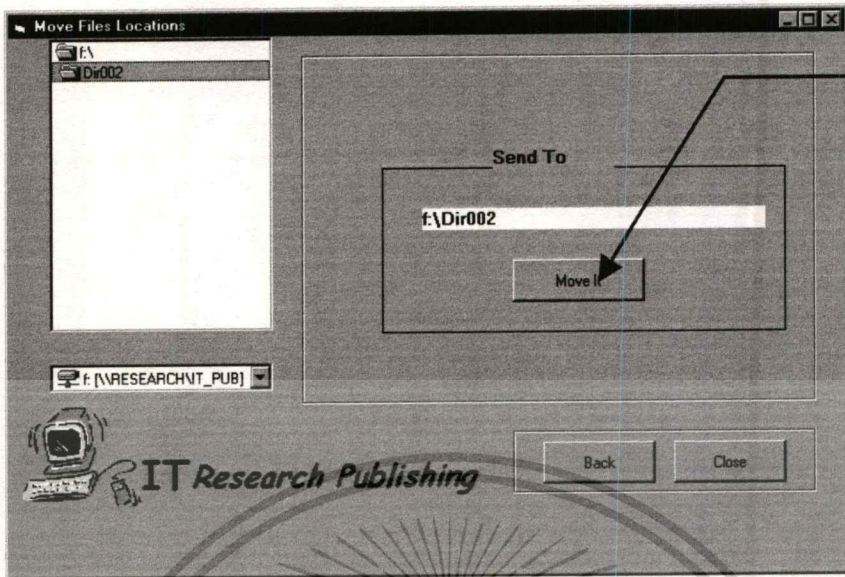 Move Files Locations
f:\
Dir002
Send To
f:\Dir002
Move It
f: [\\RESEARCH\IT_PUB]
IT Research Publishing
Back
Close